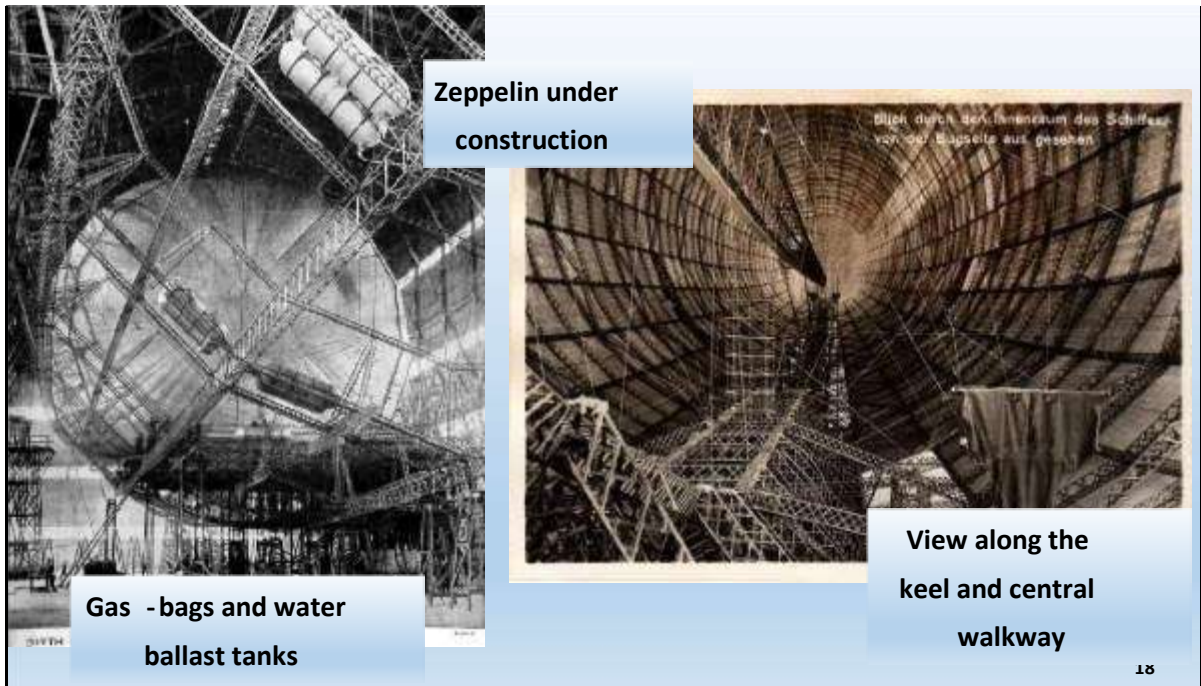 Zeppelin under
construction
Blick durch den Innenraum des Schiffes
von der Bugseite aus gesehen
Gas -bags and water
ballast tanks
View along the
keel and central
walkway
18